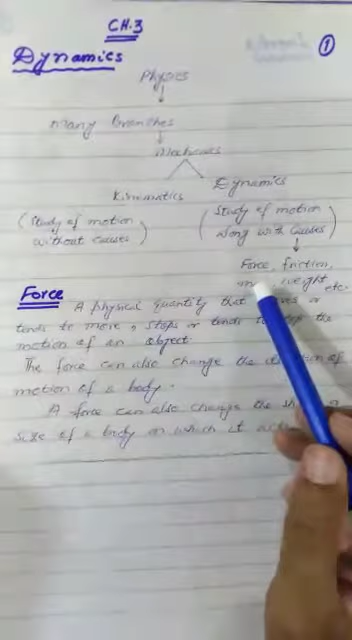 CH.3
Dynamics
1
Physics
Many Branches
Mechanics
Kinematics
Dynamics
(Study of motion
without causes)
(Study of motion
along with causes)
Force, friction,
weight
etc.
Force
A physical quantity that or
tends to move, stops or tends to the
motion of an object.
The force can also change the of
motion of a body.
A force can also change the
size of a body on which it